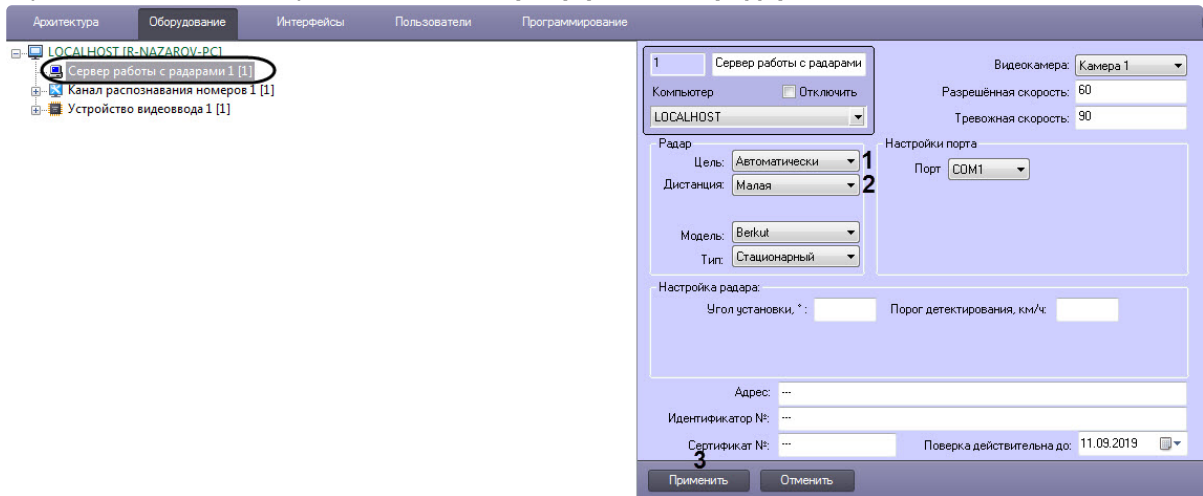 Архитектура Оборудование Интерфейсы Пользователи Программирование
LOCALHOST [R-NAZAROV-PC]
Сервер работы с радарами 1 [1]
Канал распознавания номеров 1 [1]
Устройство видеоввода 1 [1]
1 Сервер работы с радарами
Компьютер Отключить
LOCALHOST
Видеокамера: Камера 1
Разрешённая скорость: 60
Тревожная скорость: 90
Радар
Цель: Автоматически 1
Дистанция: Малая 2
Модель: Berkut
Тип: Стационарный
Настройки порта
Порт COM1
Настройка радара:
Угол установки, °: Порог детектирования, км/ч:
Адрес: ---
Идентификатор №: ---
Сертификат №: --- Поверка действительна до: 11.09.2019
3
Применить Отменить